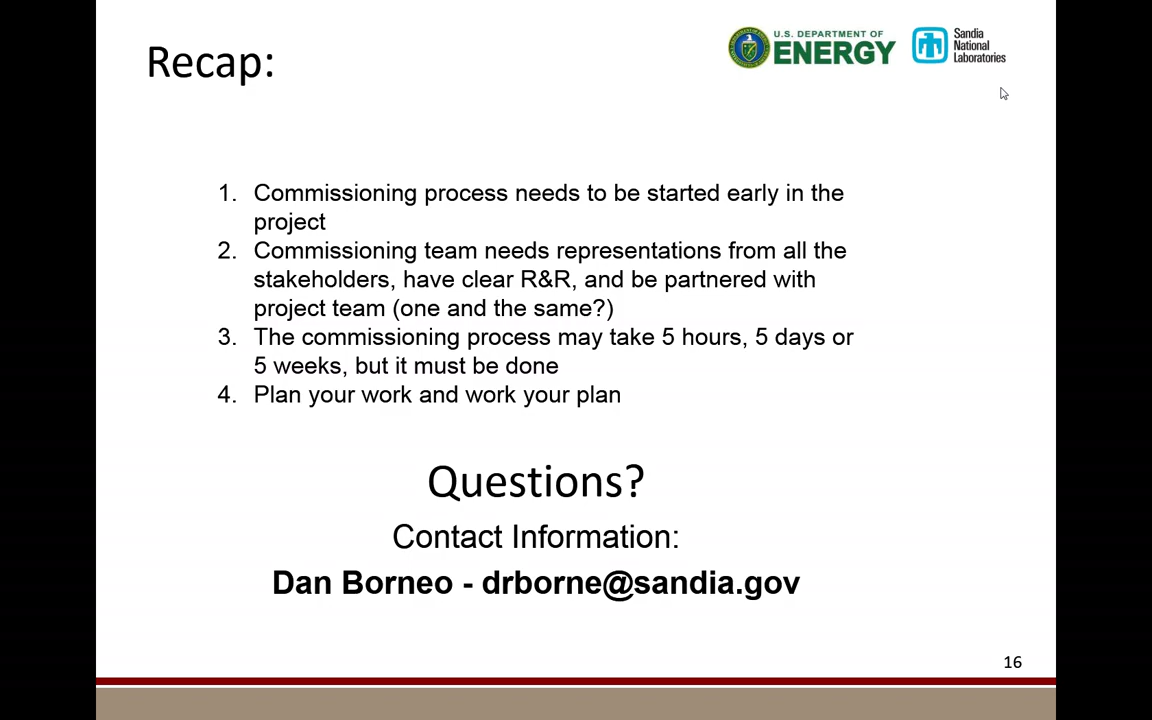 Recap:
U.S. DEPARTMENT OF
ENERGY
Sandia
National
Laboratories
1. Commissioning process needs to be started early in the
project
2. Commissioning team needs representations from all the
stakeholders, have clear R&R, and be partnered with
project team (one and the same?)
3. The commissioning process may take 5 hours, 5 days or
5 weeks, but it must be done
4. Plan your work and work your plan
Questions?
Contact Information:
Dan Borneo - drborne@sandia.gov
16